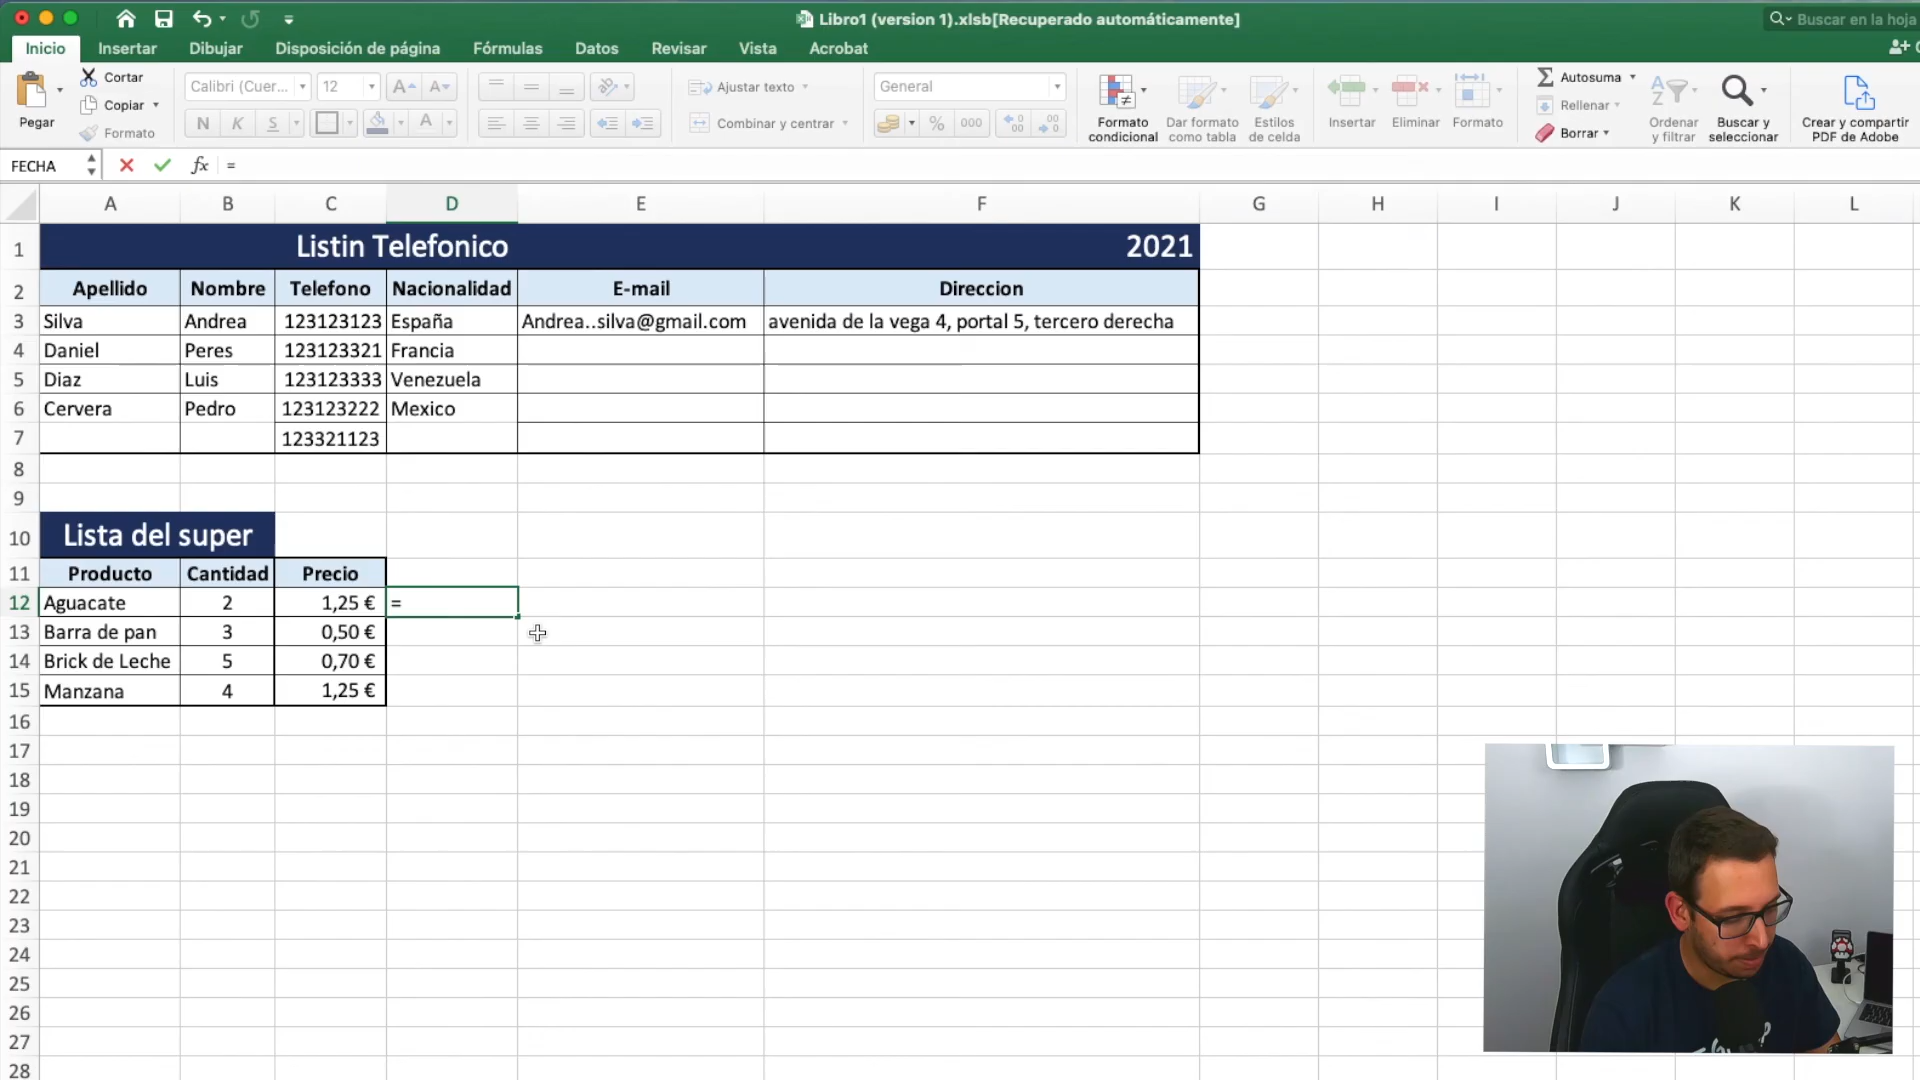 Libro1 (version 1).xlsb[Recuperado automáticamente]
Buscar en la hoja
Inicio Insertar Dibujar Disposición de página Fórmulas Datos Revisar Vista Acrobat
Pegar
Cortar
Copiar
Formato
Calibri (Cuer... 12
N K S
Ajustar texto
Combinar y centrar
General
% 000
Formato condicional
Dar formato como tabla
Estilos de celda
Insertar
Eliminar
Formato
Autosuma
Rellenar
Borrar
Ordenar y filtrar
Buscar y seleccionar
Crear y compartir PDF de Adobe
FECHA fx =
A B C D E F G H I J K L
1 Listin Telefonico 2021
2 Apellido Nombre Telefono Nacionalidad E-mail Direccion
3 Silva Andrea 123123123 España Andrea..silva@gmail.com avenida de la vega 4, portal 5, tercero derecha
4 Daniel Peres 123123321 Francia
5 Diaz Luis 123123333 Venezuela
6 Cervera Pedro 123123222 Mexico
7 123321123
8
9
10 Lista del super
11 Producto Cantidad Precio
12 Aguacate 2 1,25 € =
13 Barra de pan 3 0,50 €
14 Brick de Leche 5 0,70 €
15 Manzana 4 1,25 €
16
17
18
19
20
21
22
23
24
25
26
27
28